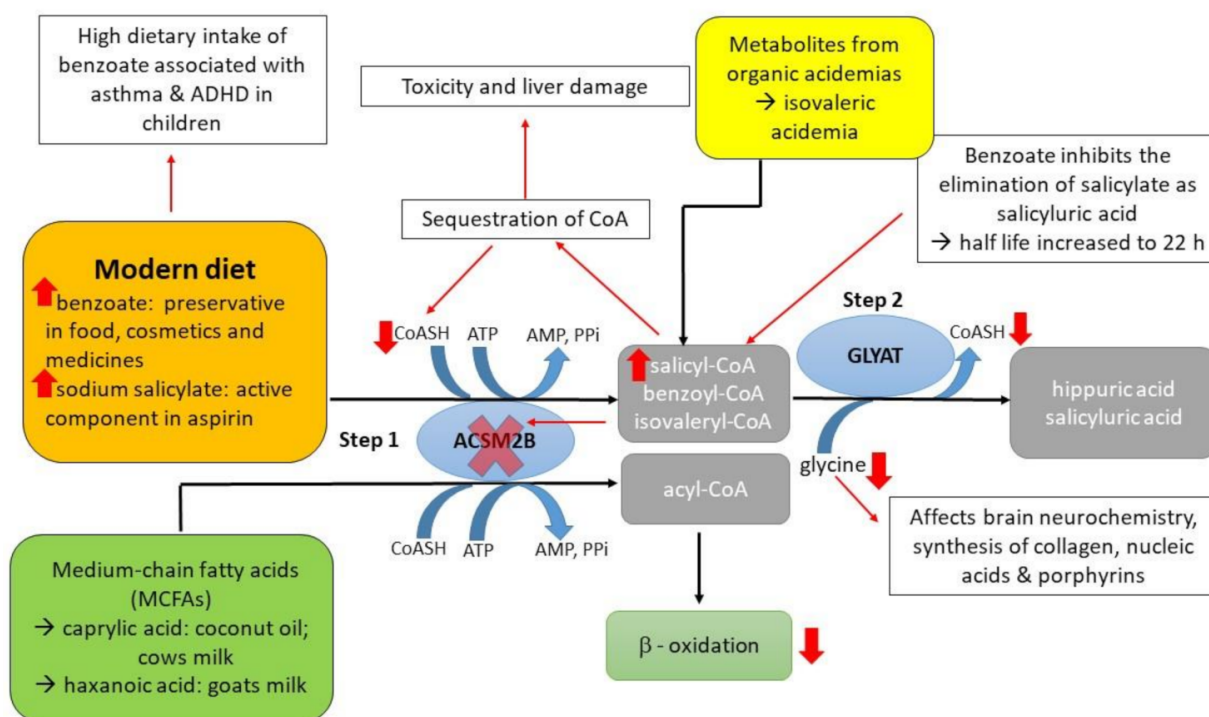 High dietary intake of
benzoate associated with
asthma & ADHD in
children
Toxicity and liver damage
Metabolites from
organic acidemias
→ isovaleric
acidemia
Benzoate inhibits the
elimination of salicylate as
salicyluric acid
→ half life increased to 22 h
Sequestration of CoA
Modern diet
benzoate: preservative
in food, cosmetics and
medicines
sodium salicylate: active
component in aspirin
CoASH
ATP
AMP, PPi
Step 1
ACSM2B
salicyl-CoA
benzoyl-CoA
isovaleryl-CoA
Step 2
GLYAT
CoASH
hippuric acid
salicyluric acid
glycine
acyl-CoA
CoASH
ATP
AMP, PPi
Affects brain neurochemistry,
synthesis of collagen, nucleic
acids & porphyrins
Medium-chain fatty acids
(MCFAs)
→ caprylic acid: coconut oil;
cows milk
→ haxanoic acid: goats milk
β - oxidation